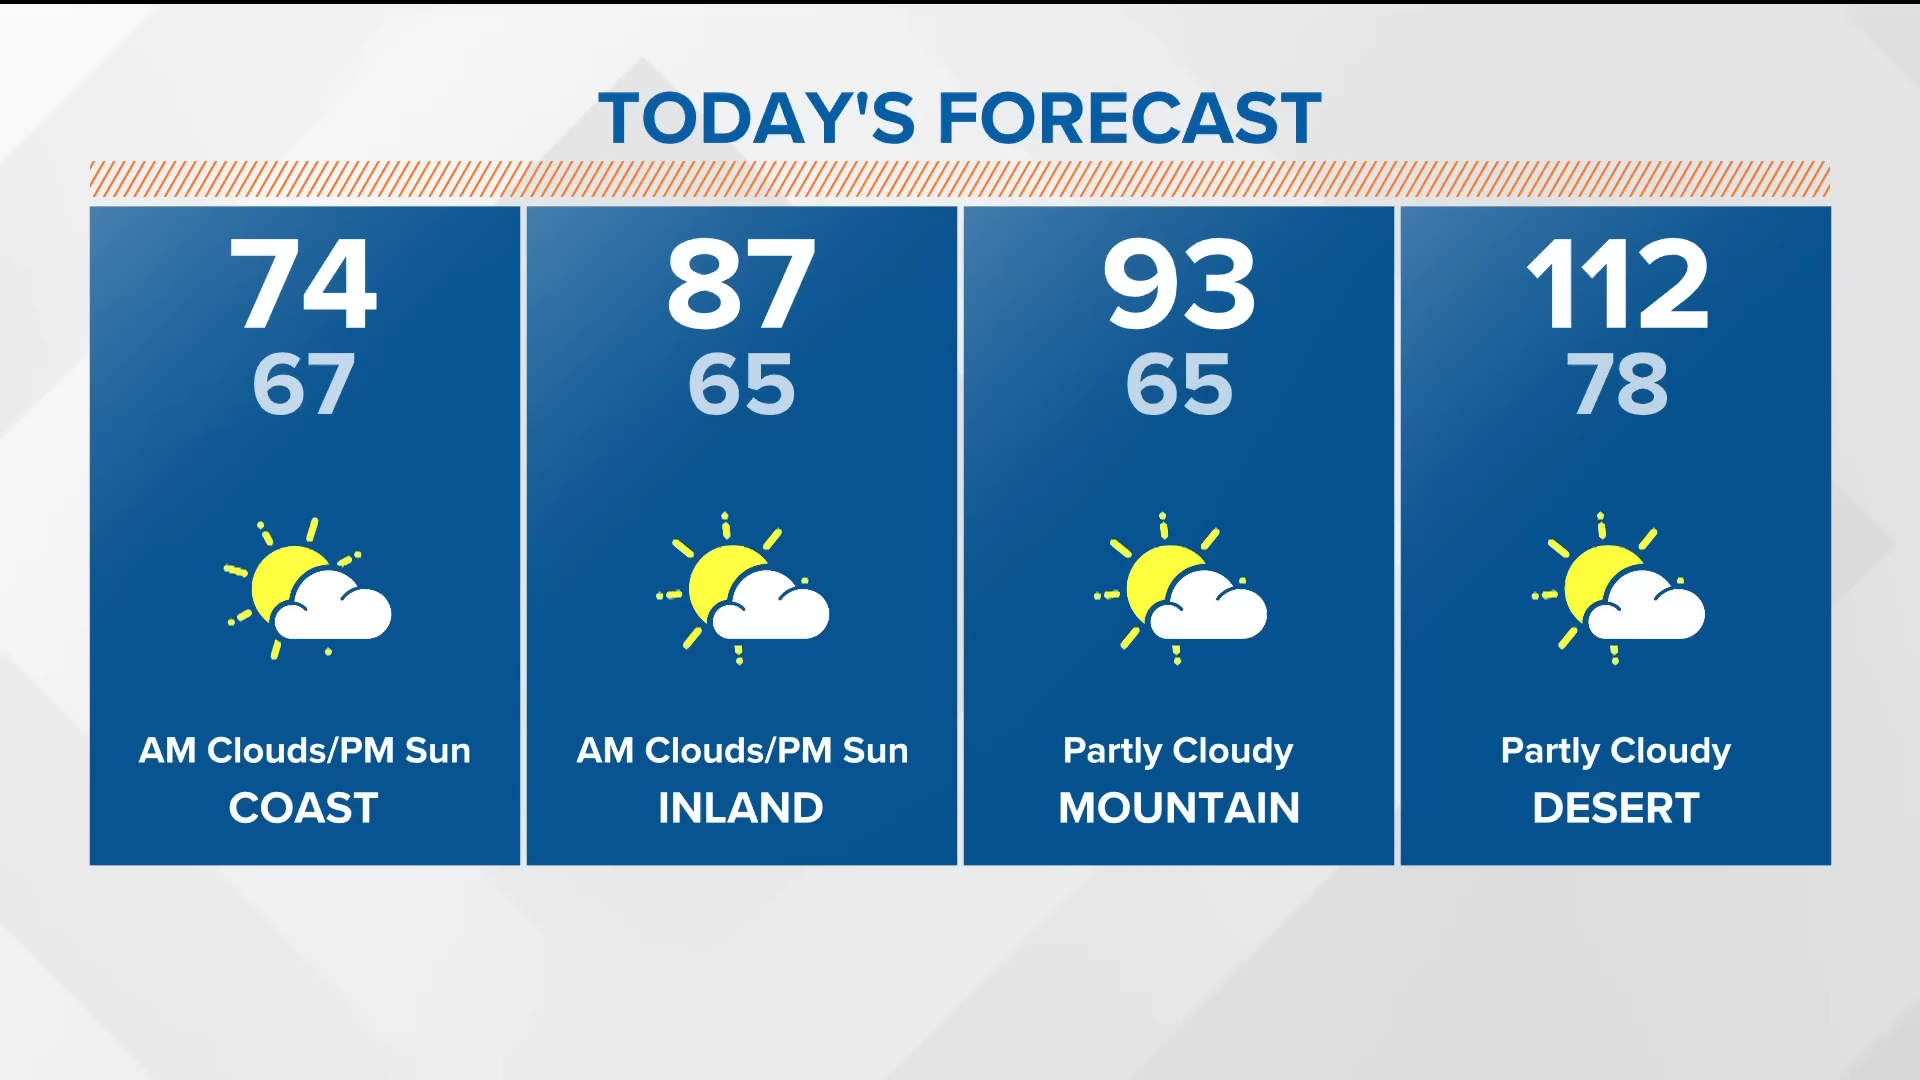 TODAY'S FORECAST
74
67
AM Clouds/PM Sun
COAST
87
65
AM Clouds/PM Sun
INLAND
93
65
Partly Cloudy
MOUNTAIN
112
78
Partly Cloudy
DESERT